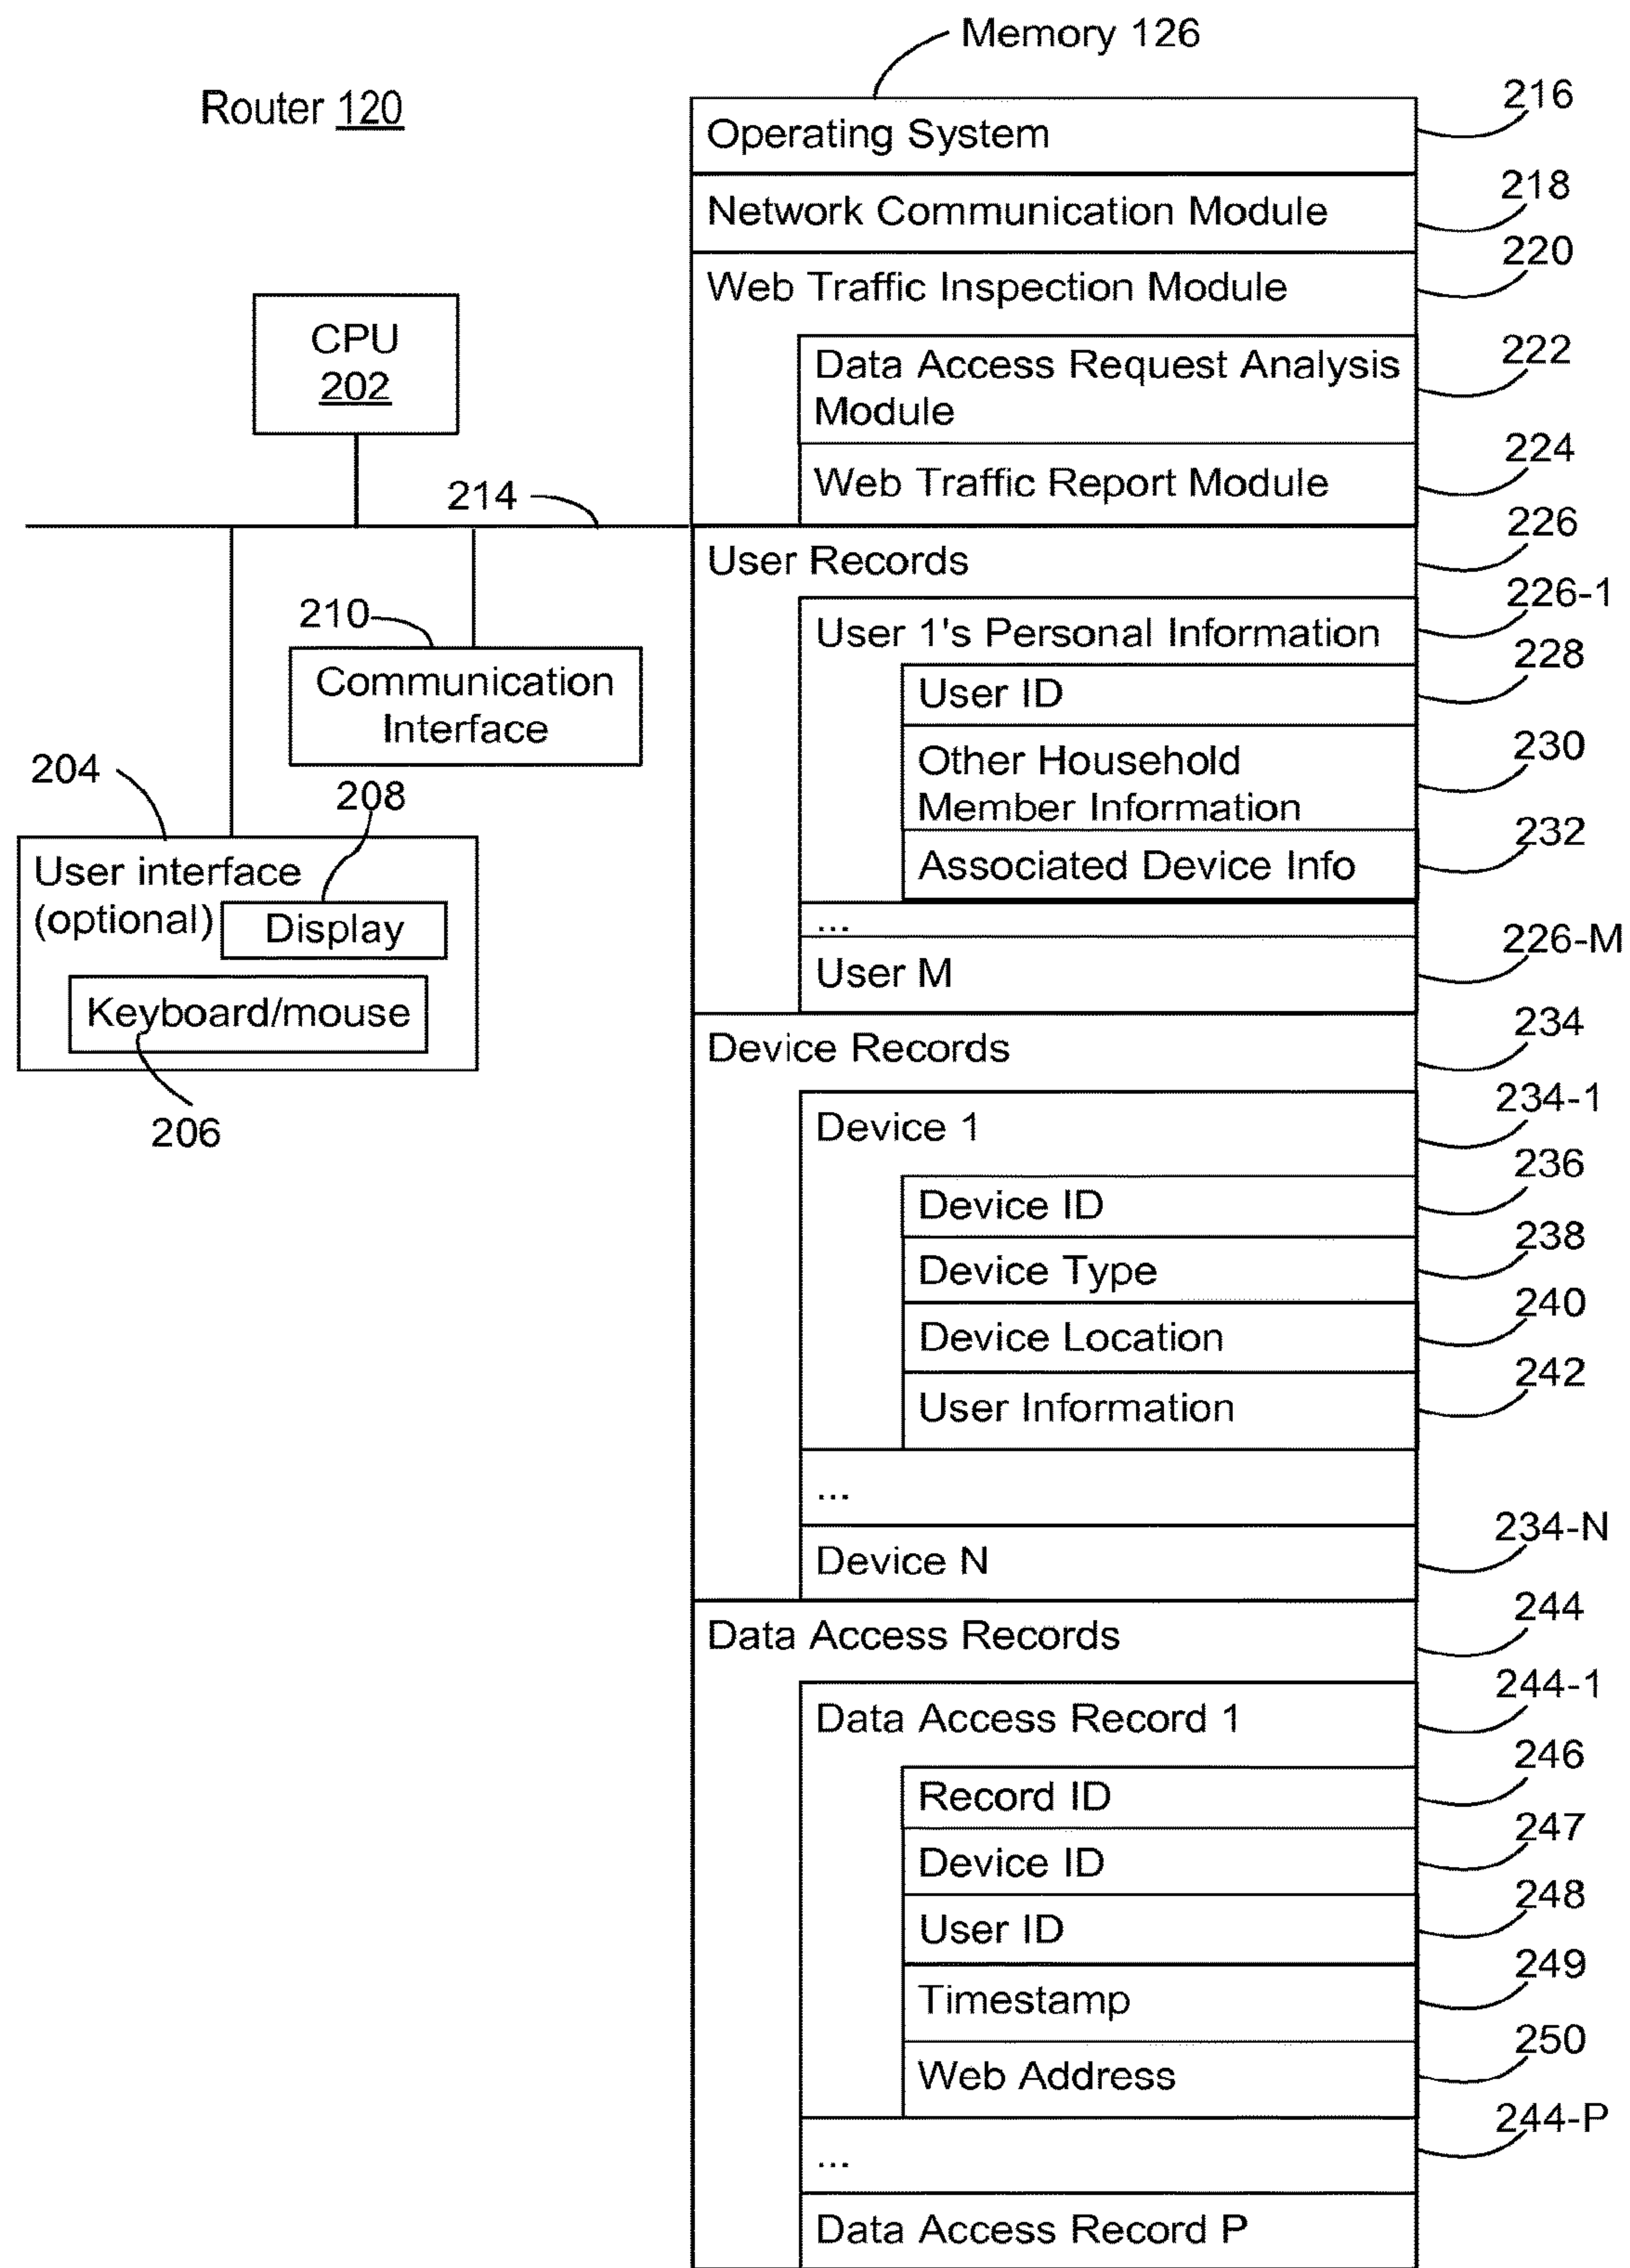 Memory 126
Router 120
216
Operating System
218
Network Communication Module
220
Web Traffic Inspection Module
CPU
202
222
Data Access Request Analysis
Module
224
Web Traffic Report Module
214
226
User Records
226-1
User 1's Personal Information
210
Communication
Interface
228
User ID
230
Other Household
Member Information
204
208
232
User interface
(optional)
Associated Device Info
Display
...
226-M
User M
Keyboard/mouse
206
234
Device Records
234-1
Device 1
236
Device ID
238
Device Type
240
Device Location
242
User Information
...
234-N
Device N
244
Data Access Records
244-1
Data Access Record 1
246
Record ID
247
Device ID
248
User ID
249
Timestamp
250
Web Address
244-P
...
Data Access Record P